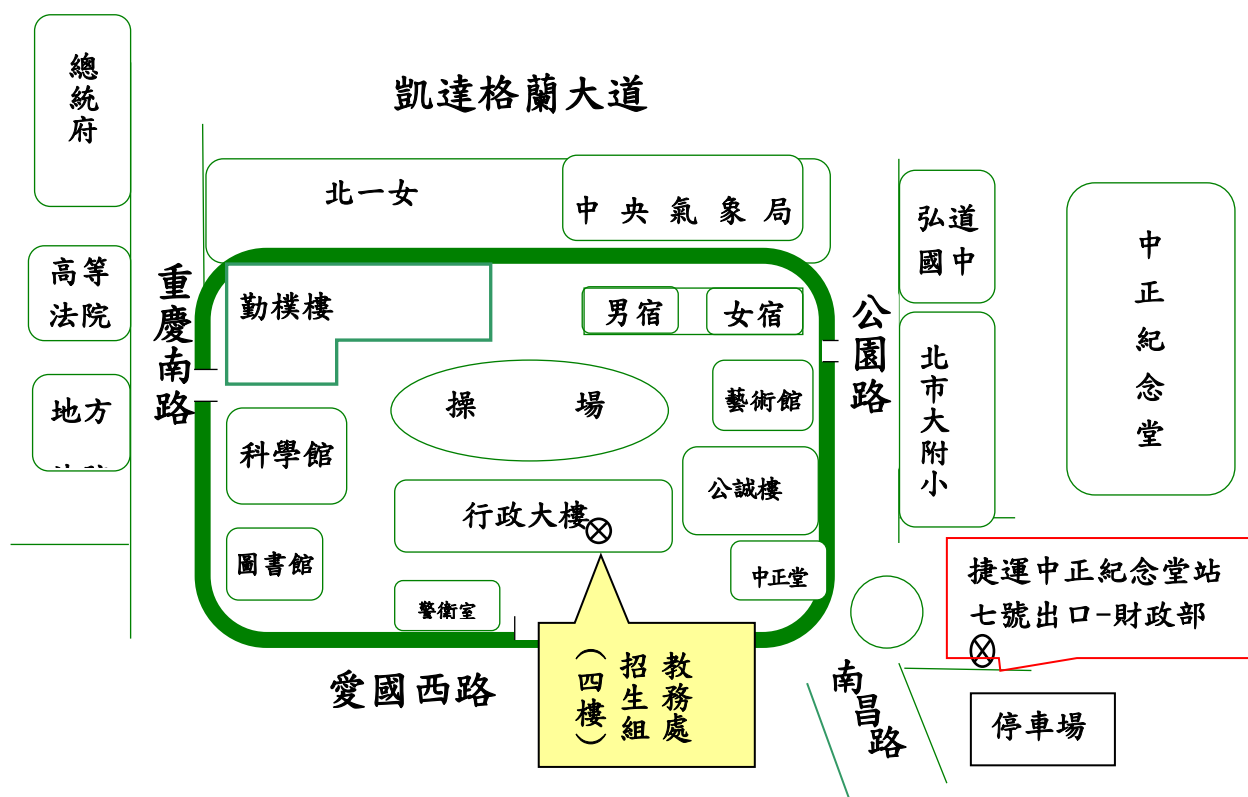 總統府
凱達格蘭大道
北一女
中央氣象局
弘道
國中
中正紀念堂
高等
法院
重慶南路
勤樸樓
男宿
女宿
公園路
地方
操場
藝術館
北市大附小
科學館
公誠樓
行政大樓
圖書館
中正堂
警衛室
捷運中正紀念堂站
七號出口-財政部
愛國西路
教務處
招生組
(四樓)
南昌路
停車場